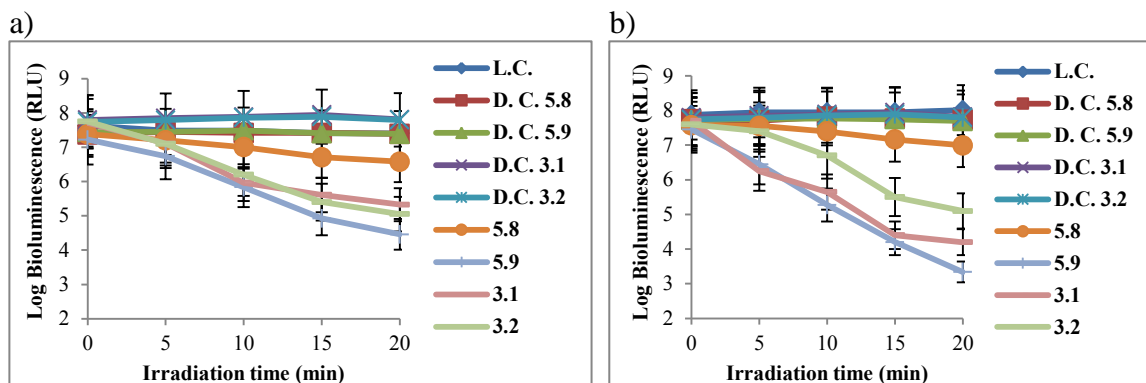 a)
Log Bioluminescence (RLU)
9
8
7
6
5
4
3
2
0 5 10 15 20
Irradiation time (min)
L.C.
D. C. 5.8
D. C. 5.9
D.C. 3.1
D.C. 3.2
5.8
5.9
3.1
3.2
b)
Log Bioluminescence (RLU)
9
8
7
6
5
4
3
2
0 5 10 15 20
Irradiation time (min)
L.C.
D. C. 5.8
D.C. 5.9
D.C. 3.1
D.C. 3.2
5.8
5.9
3.1
3.2